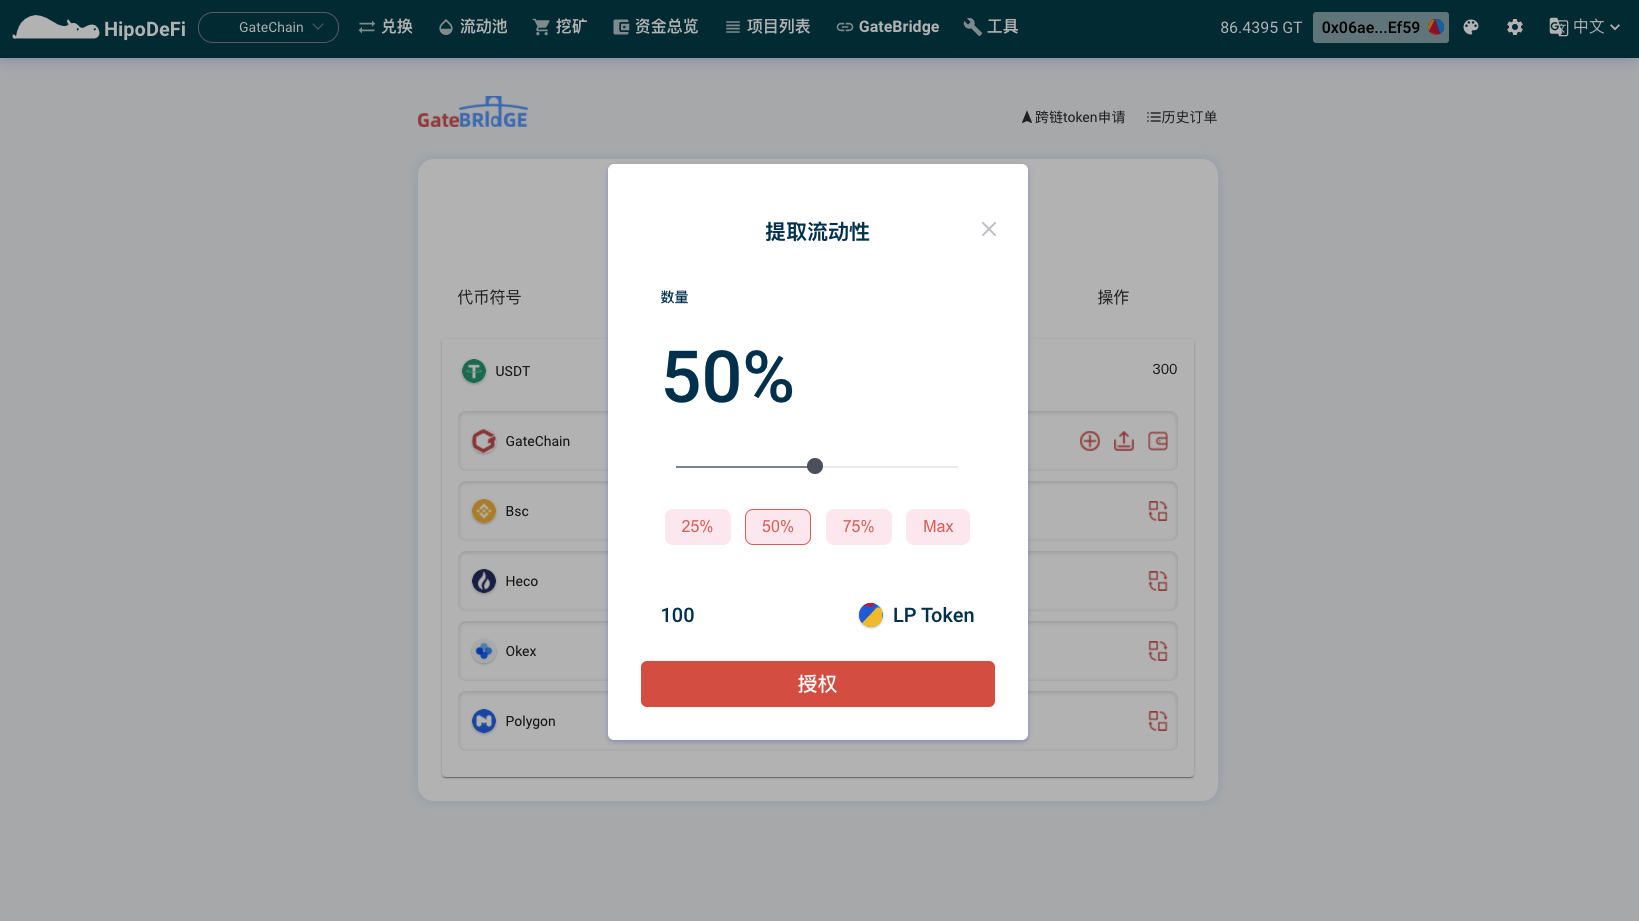 HipoDeFi GateChain 兑换 流动池 挖矿 资金总览 项目列表 GateBridge 工具 86.4395 GT 0x06ae...Ef59 中文
GateBRIdGE 跨链token申请 历史订单
提取流动性
代币符号 数量 操作
50%
USDT 300
GateChain
Bsc 25% 50% 75% Max
Heco
100 LP Token
Okex
授权
Polygon